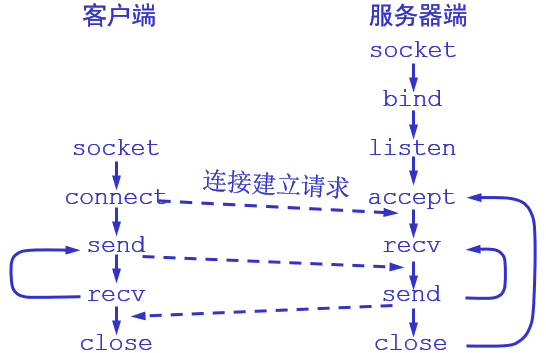 客户端
socket
connect
send
recv
close
连接建立请求
服务器端
socket
bind
listen
accept
recv
send
close